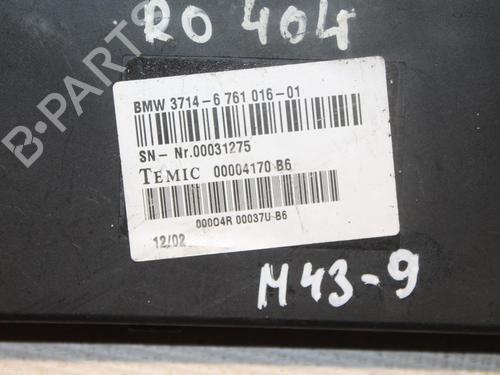 RO 404
B-PARTS
BMW 3714-6 761 016-01
SN- Nr.00031275
TEMIC 00004170 B6
00004R 00037U B6
12/02
M43-9